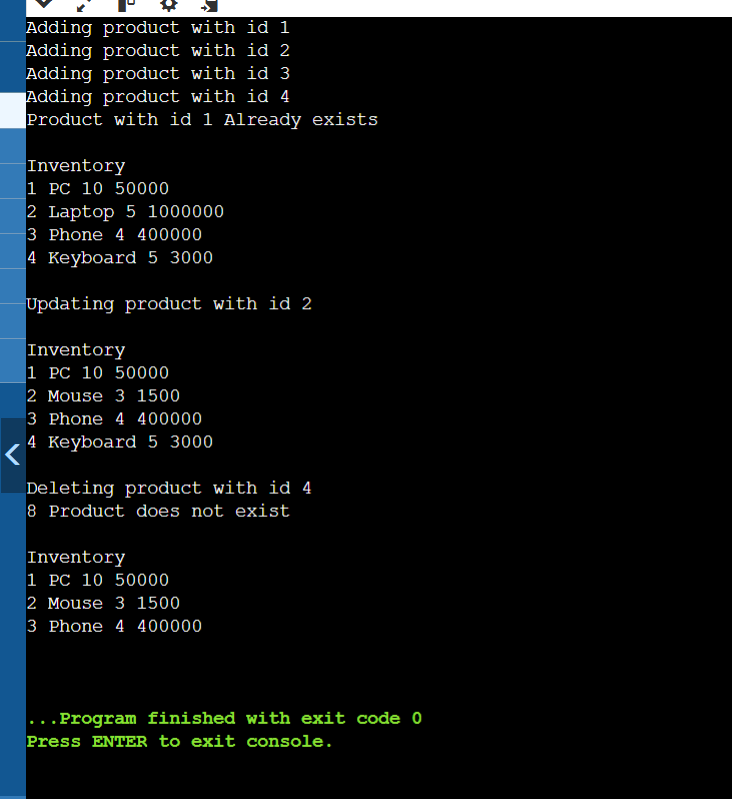 Adding product with id 1
Adding product with id 2
Adding product with id 3
Adding product with id 4
Product with id 1 Already exists
Inventory
1 PC 10 50000
2 Laptop 5 1000000
3 Phone 4 400000
4 Keyboard 5 3000
Updating product with id 2
Inventory
1 PC 10 50000
2 Mouse 3 1500
3 Phone 4 400000
4 Keyboard 5 3000
Deleting product with id 4
8 Product does not exist
Inventory
1 PC 10 50000
2 Mouse 3 1500
3 Phone 4 400000
...Program finished with exit code 0
Press ENTER to exit console.